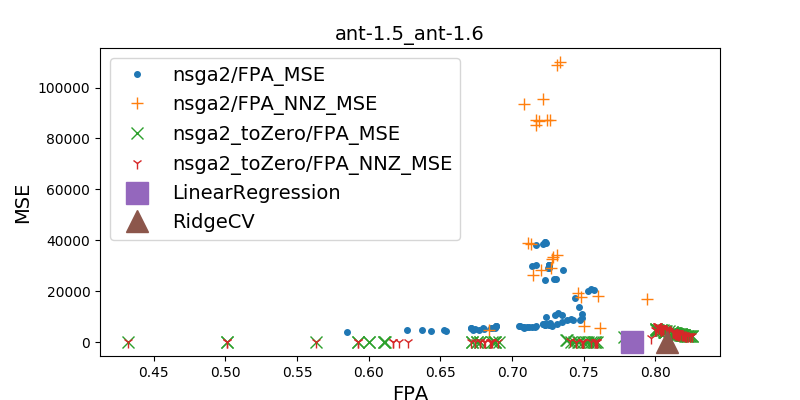 ant-1.5_ant-1.6
nsga2/FPA_MSE
nsga2/FPA_NNZ_MSE
nsga2_toZero/FPA_MSE
nsga2_toZero/FPA_NNZ_MSE
LinearRegression
RidgeCV
MSE
100000
80000
60000
40000
20000
0
0.45 0.50 0.55 0.60 0.65 0.70 0.75 0.80
FPA